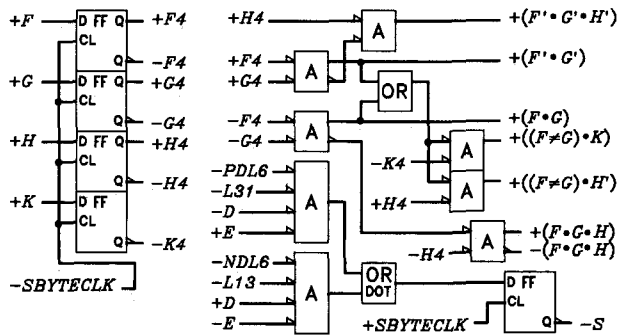 +F D FF Q +F4
CL
Q −F4
+G D FF Q +G4
CL
Q −G4
+H D FF Q +H4
CL
Q −H4
+K D FF Q
CL
Q −K4
−SBYTECLK
+H4 A +(F'•G'•H')
+F4 A +(F'•G')
+G4
OR
−F4 A +(F•G)
−G4
A +((F≠G)•K)
−K4
A +((F≠G)•H')
+H4
−PDL6
−L31
−D A
+E
A +(F•G•H)
−H4 −(F•G•H)
−NDL6
−L13
+D A
−E
OR
DOT
D FF
CL
Q −S
+SBYTECLK